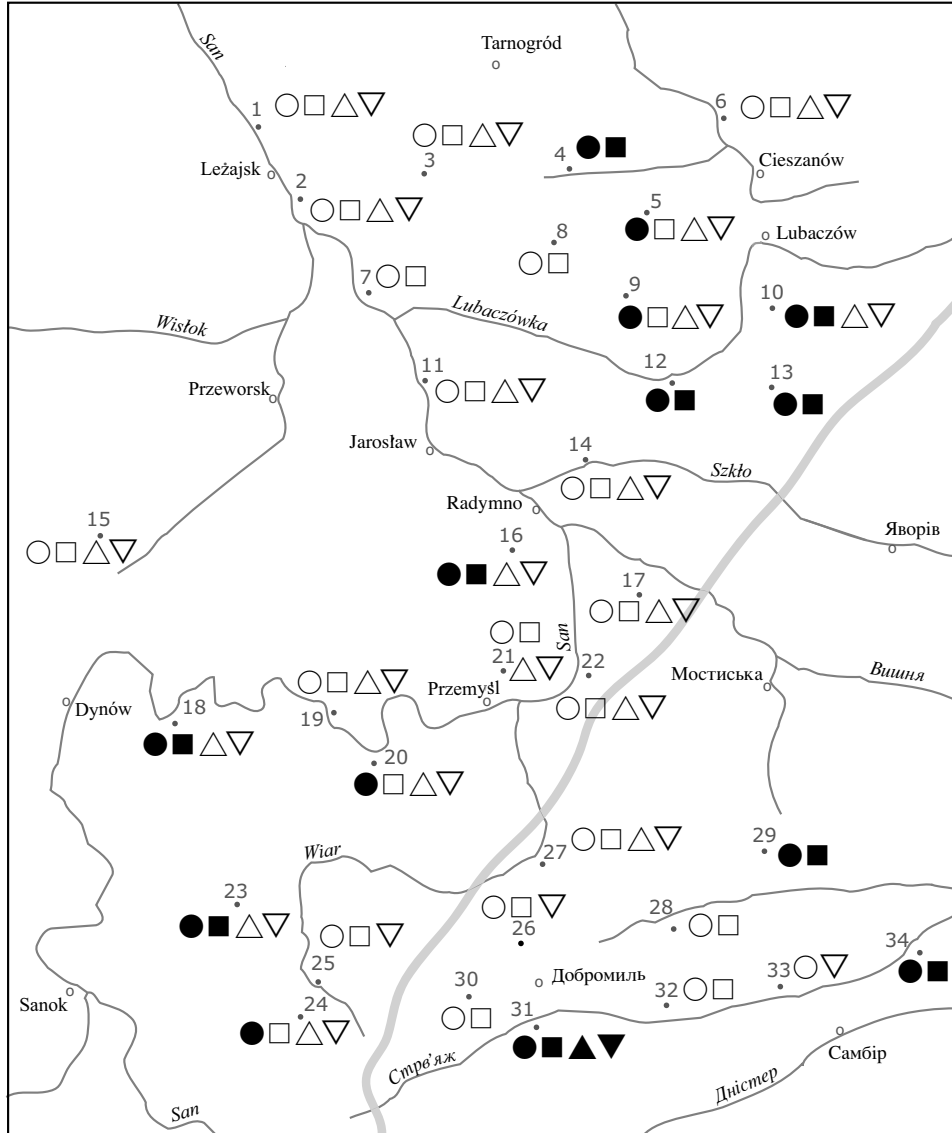 San
Tarnogród
1
6
3
4
Leżajsk
Cieszanów
2
5
8
Lubaczów
7
9
10
Lubaczówka
Wisłok
11
12
13
Przeworsk
Jarosław
14
Szkło
Radymno
15
16
Яворів
17
San
21
22
Przemyśl
Мостиська
Вишня
Dynów
18
19
20
Wiar
27
29
23
26
28
34
25
33
Добромиль
Sanok
30
32
24
31
Самбір
Стрв’яж
Дністер
San